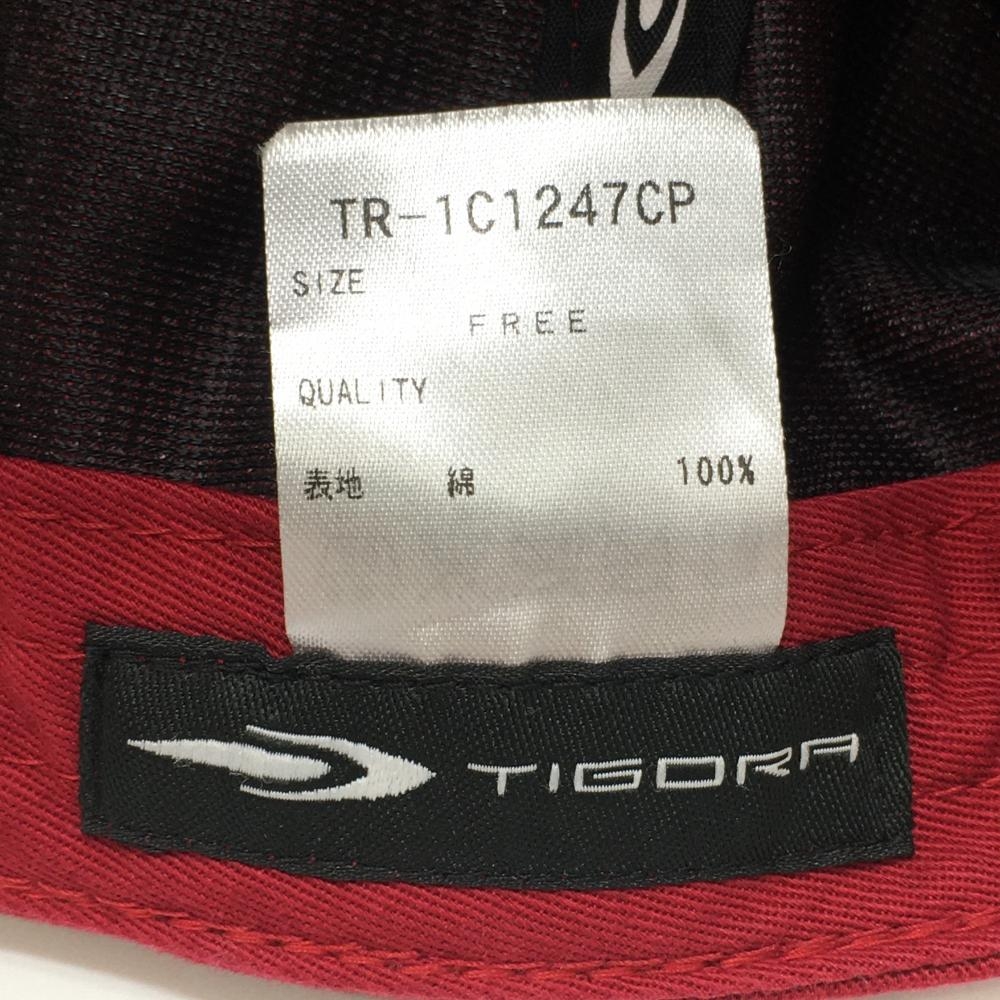 TR-1C1247CP
SIZE
FREE
QUALITY
表地 綿 100%
TIGORA